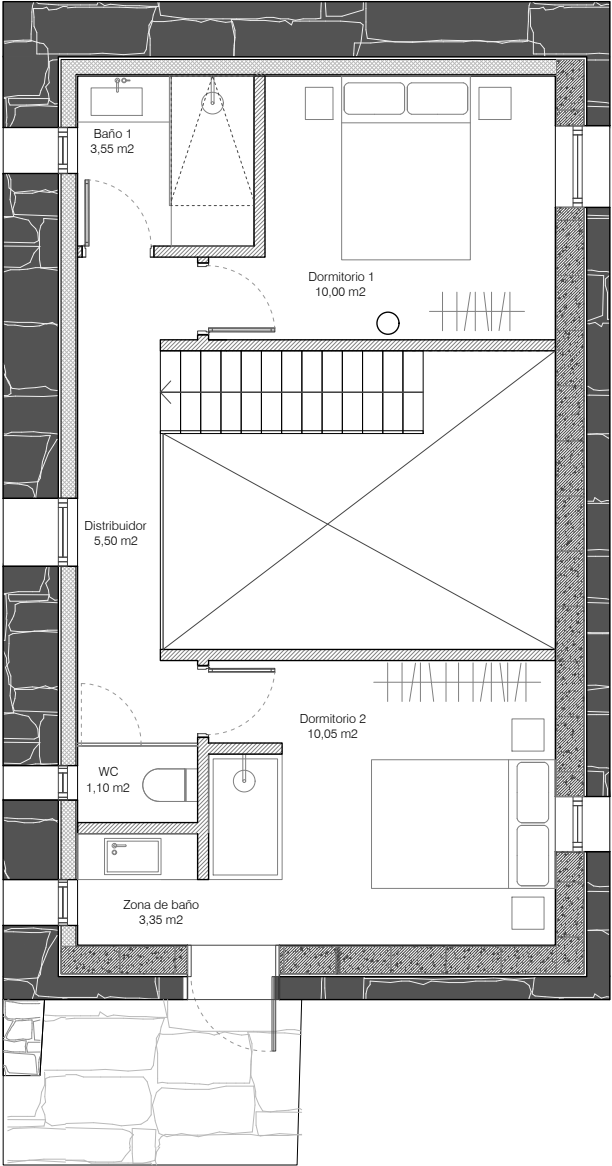 Baño 1
3,55 m2
Dormitorio 1
10,00 m2
Distribuidor
5,50 m2
Dormitorio 2
10,05 m2
WC
1,10 m2
Zona de baño
3,35 m2